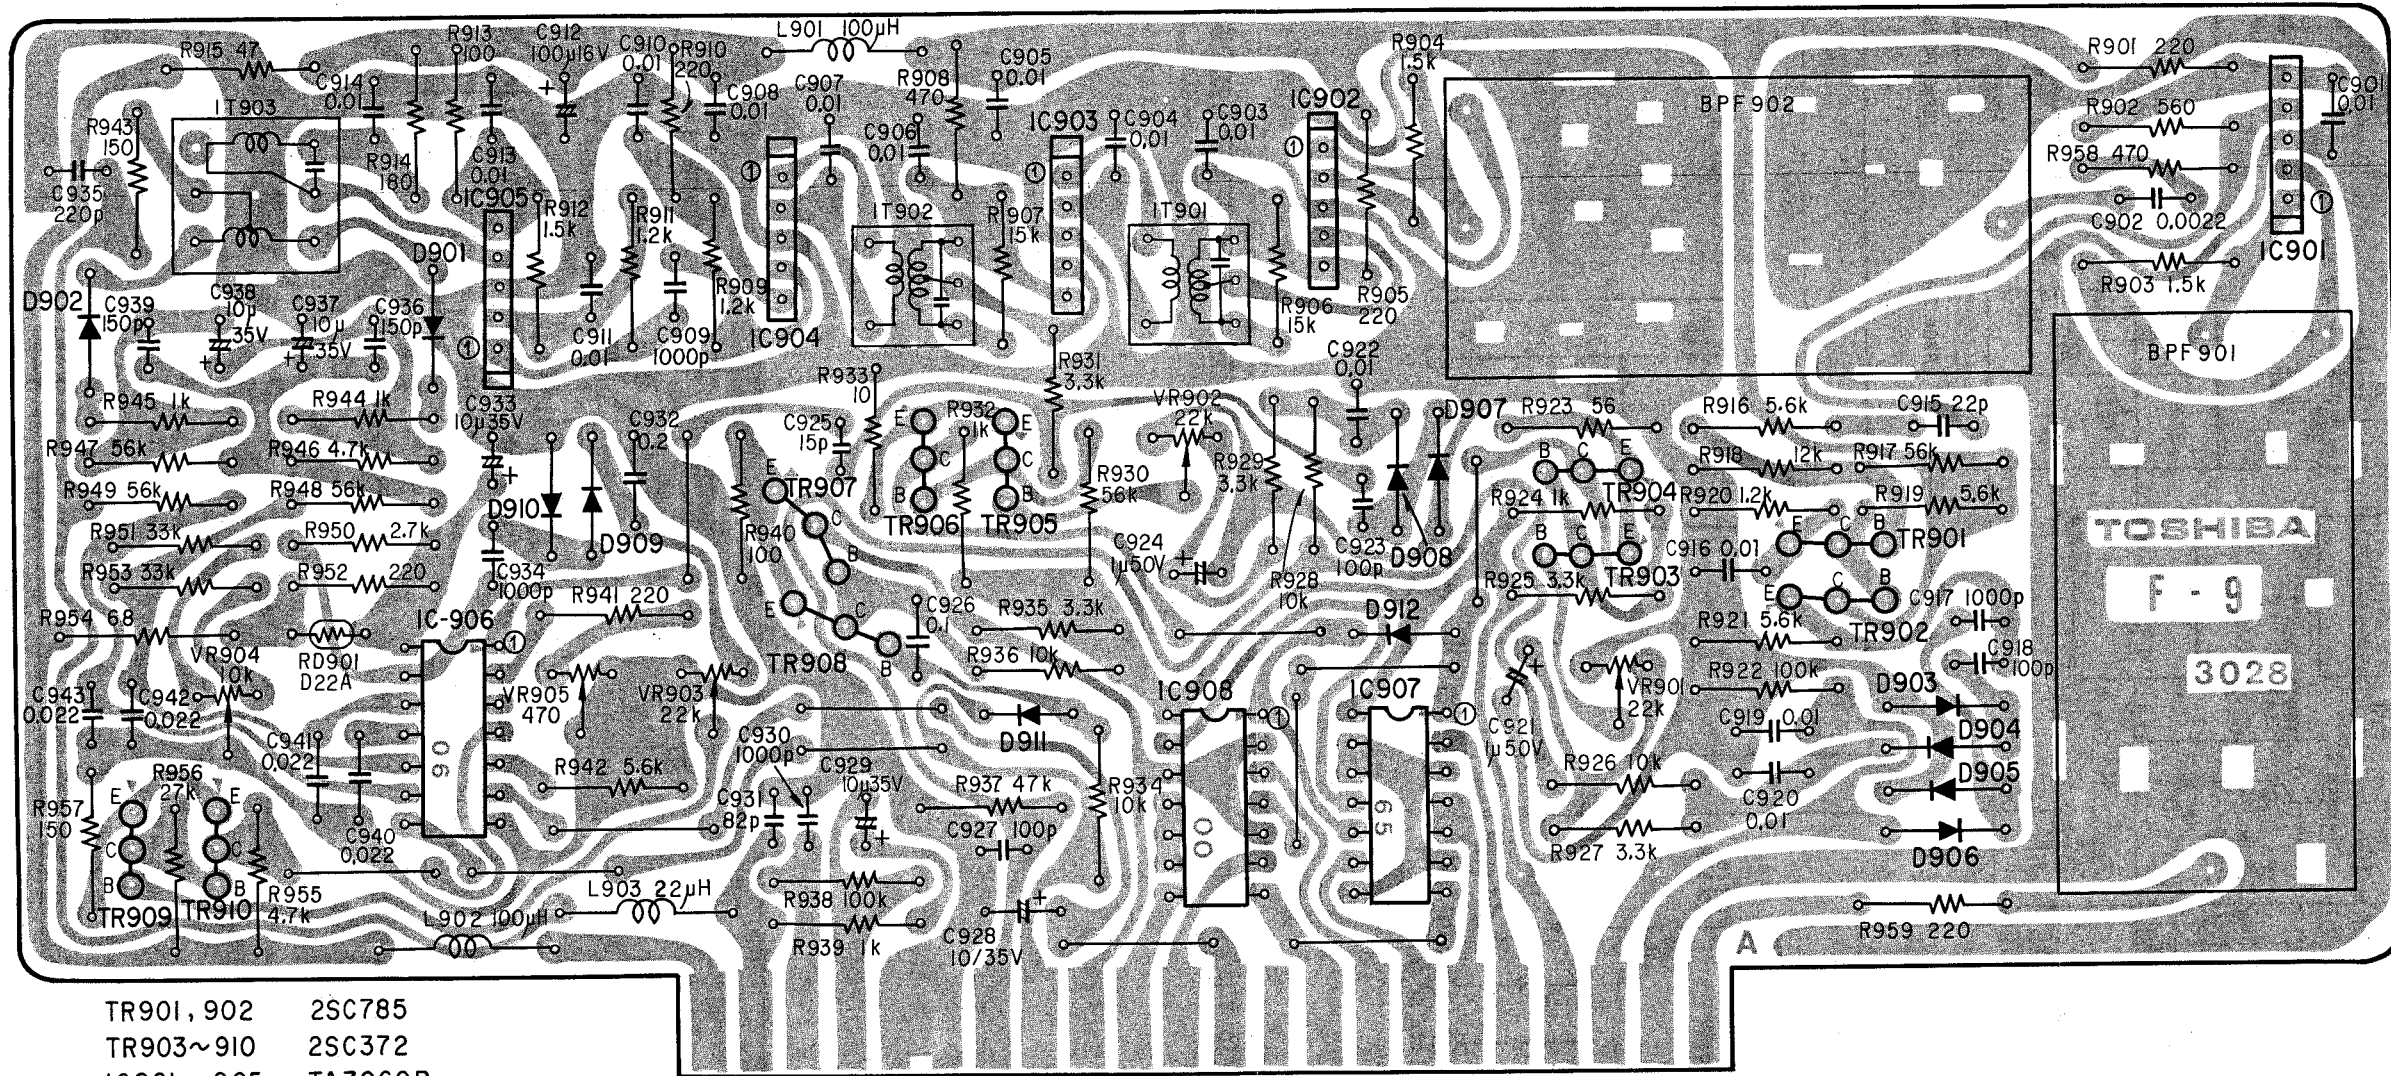 R915 47
R913 100
C912 100µ16V
C910 0.01
R910 220
L901 100µH
C905 0.01
R904 1.5k
R901 220
C914 0.01
C908 0.01
C907 0.01
R908 470
IT903
IC902
BPF902
C901 0.01
R902 560
R943 150
C906 0.01
IC903
C904 0.01
C903 0.01
①
R914 180
C913 0.01
①
①
R958 470
C935 220p
IC905
C902 0.0022
①
R912 1.5k
R911 1.2k
IT902
R907 15k
IT901
D901
IC901
R909 1.2k
R903 1.5k
D902
C939 150p
C938 10µ 35V
C937 10µ 35V
C936 150p
R906 15k
R905 220
①
C911 0.01
C909 1000p
IC904
BPF901
C922 0.01
R933 10
R931 3.3k
VR902 22k
R945 1k
R944 1k
C933 10µ35V
C932 0.2
C925 15p
E
R932 1k
E
D907
R923 56
R916 5.6k
C915 22p
R947 56k
R946 4.7k
C
C
R929 3.3k
B C E
R918 12k
R917 56k
R930 56k
E
TR907
B
B
R949 56k
R948 56k
R924 1k
TR904
R920 1.2k
R919 5.6k
D910
TR906
TR905
C
TOSHIBA
R951 33k
R950 2.7k
D909
R940 100
B
C924 1µ50V
C923 100p
D908
B C E
E C B
TR901
C916 0.01
R953 33k
R952 220
C934 1000p
R928 10k
R925 3.3k
TR903
E C B
F-9
R954 68
IC-906
①
R941 220
E C B
C926 0.1
R935 3.3k
D912
C917 1000p
R921 5.6k
TR902
VR904 10k
RD901 D22A
TR908
R936 10k
C918 100p
3028
C943 0.022
C942 0.022
VR905 470
VR903 22k
IC908
①
IC907
①
VR901 22k
R922 100k
D903
C919 0.01
D904
C941 0.022
06
C930 1000p
D911
C921 1µ50V
R942 5.6k
C929 10µ35V
R926 10k
D905
R956 27k
E
E
C931 82p
R937 47k
R934 10k
C920 0.01
R957 150
C
C
C940 0.022
C927 100p
00
65
R927 3.3k
D906
B
B
R955 4.7k
L903 22µH
R938 100k
TR909
TR910
L902 100µH
R939 1k
C928 10/35V
A
R959 220
TR901,902 2SC785
TR903~910 2SC372